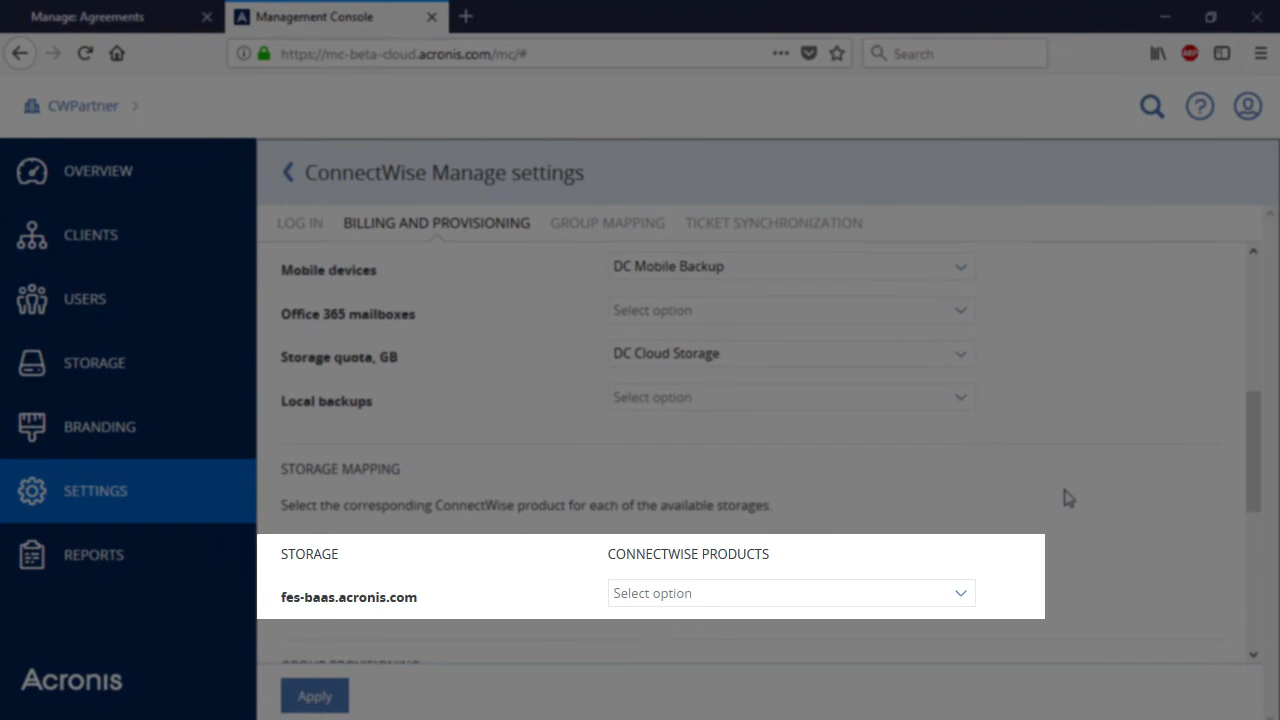 Manage: Agreements
Management Console
https://mc-beta-cloud.acronis.com/mc/#
Search
ABP
CWPartner
OVERVIEW
CLIENTS
USERS
STORAGE
BRANDING
SETTINGS
REPORTS
Acronis
ConnectWise Manage settings
LOG IN BILLING AND PROVISIONING GROUP MAPPING TICKET SYNCHRONIZATION
Mobile devices DC Mobile Backup
Office 365 mailboxes Select option
Storage quota, GB DC Cloud Storage
Local backups Select option
STORAGE MAPPING
Select the corresponding ConnectWise product for each of the available storages.
STORAGE CONNECTWISE PRODUCTS
fes-baas.acronis.com Select option
GROUP PROVISIONING
Apply